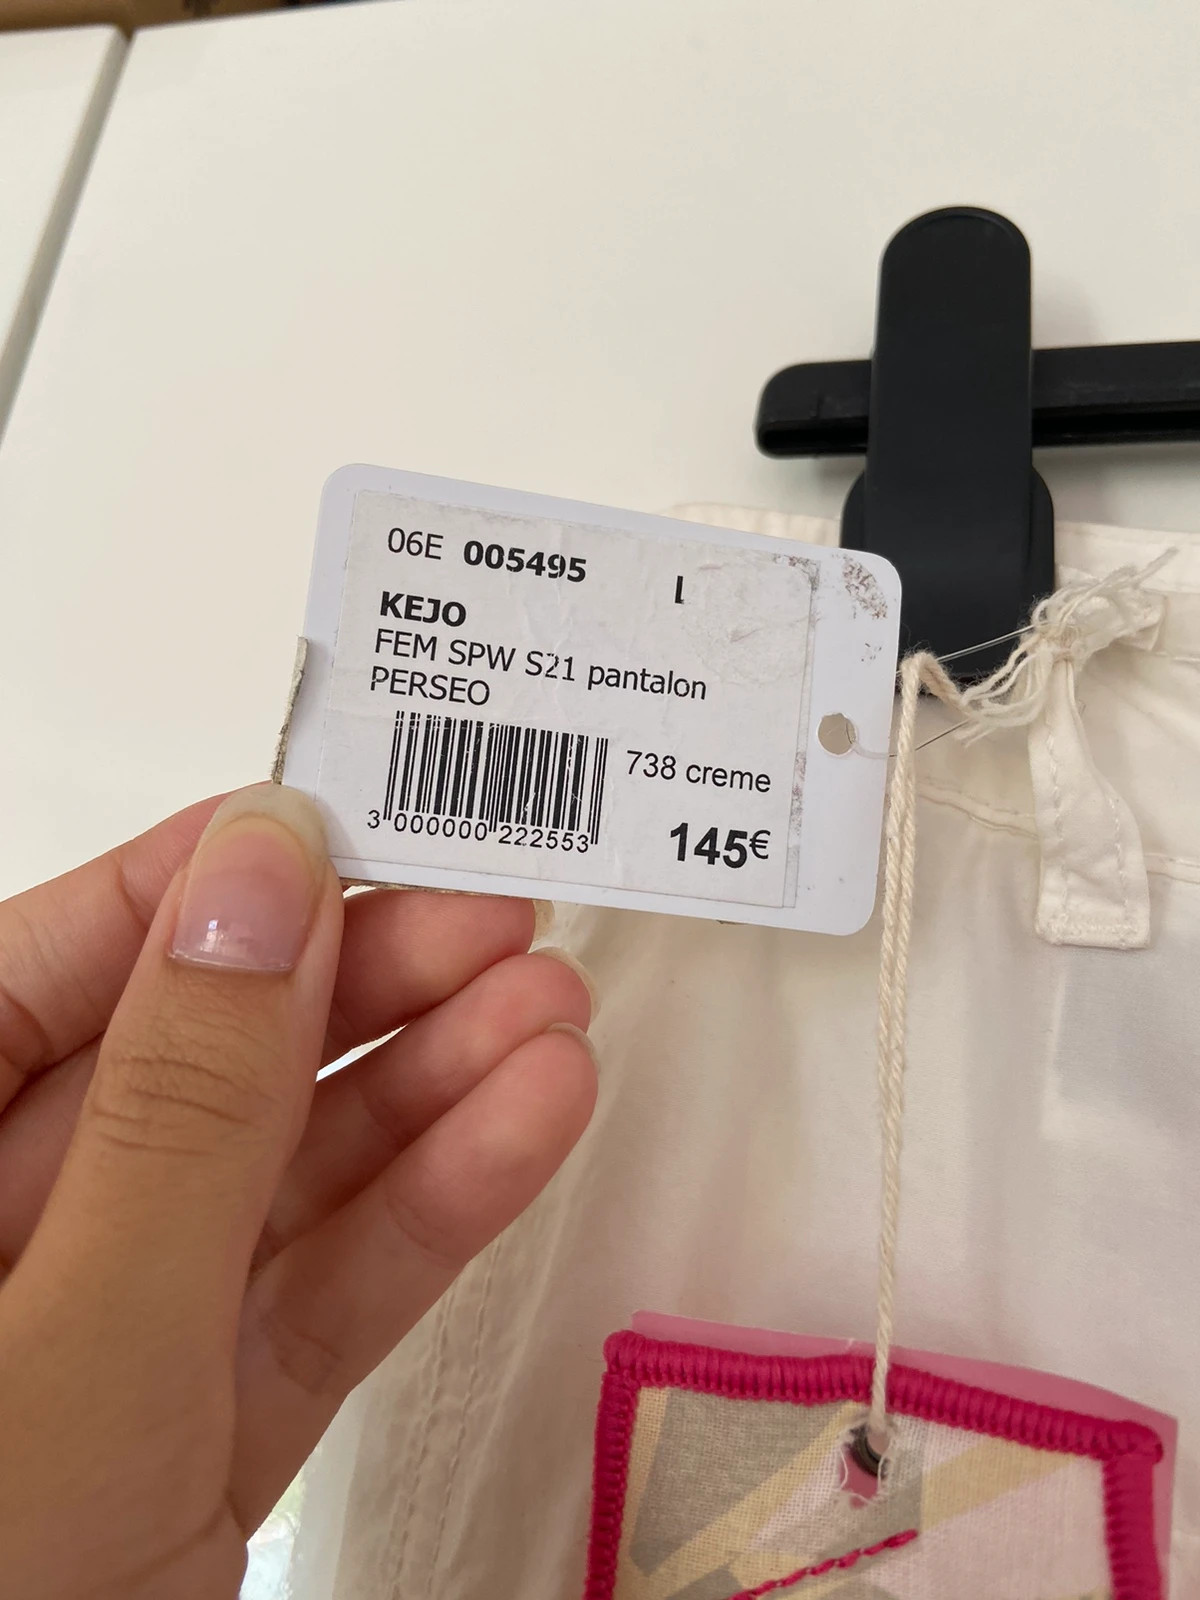 06E 005495
KEJO
FEM SPW S21 pantalon
PERSEO
738 creme
3 000000 222553
145€